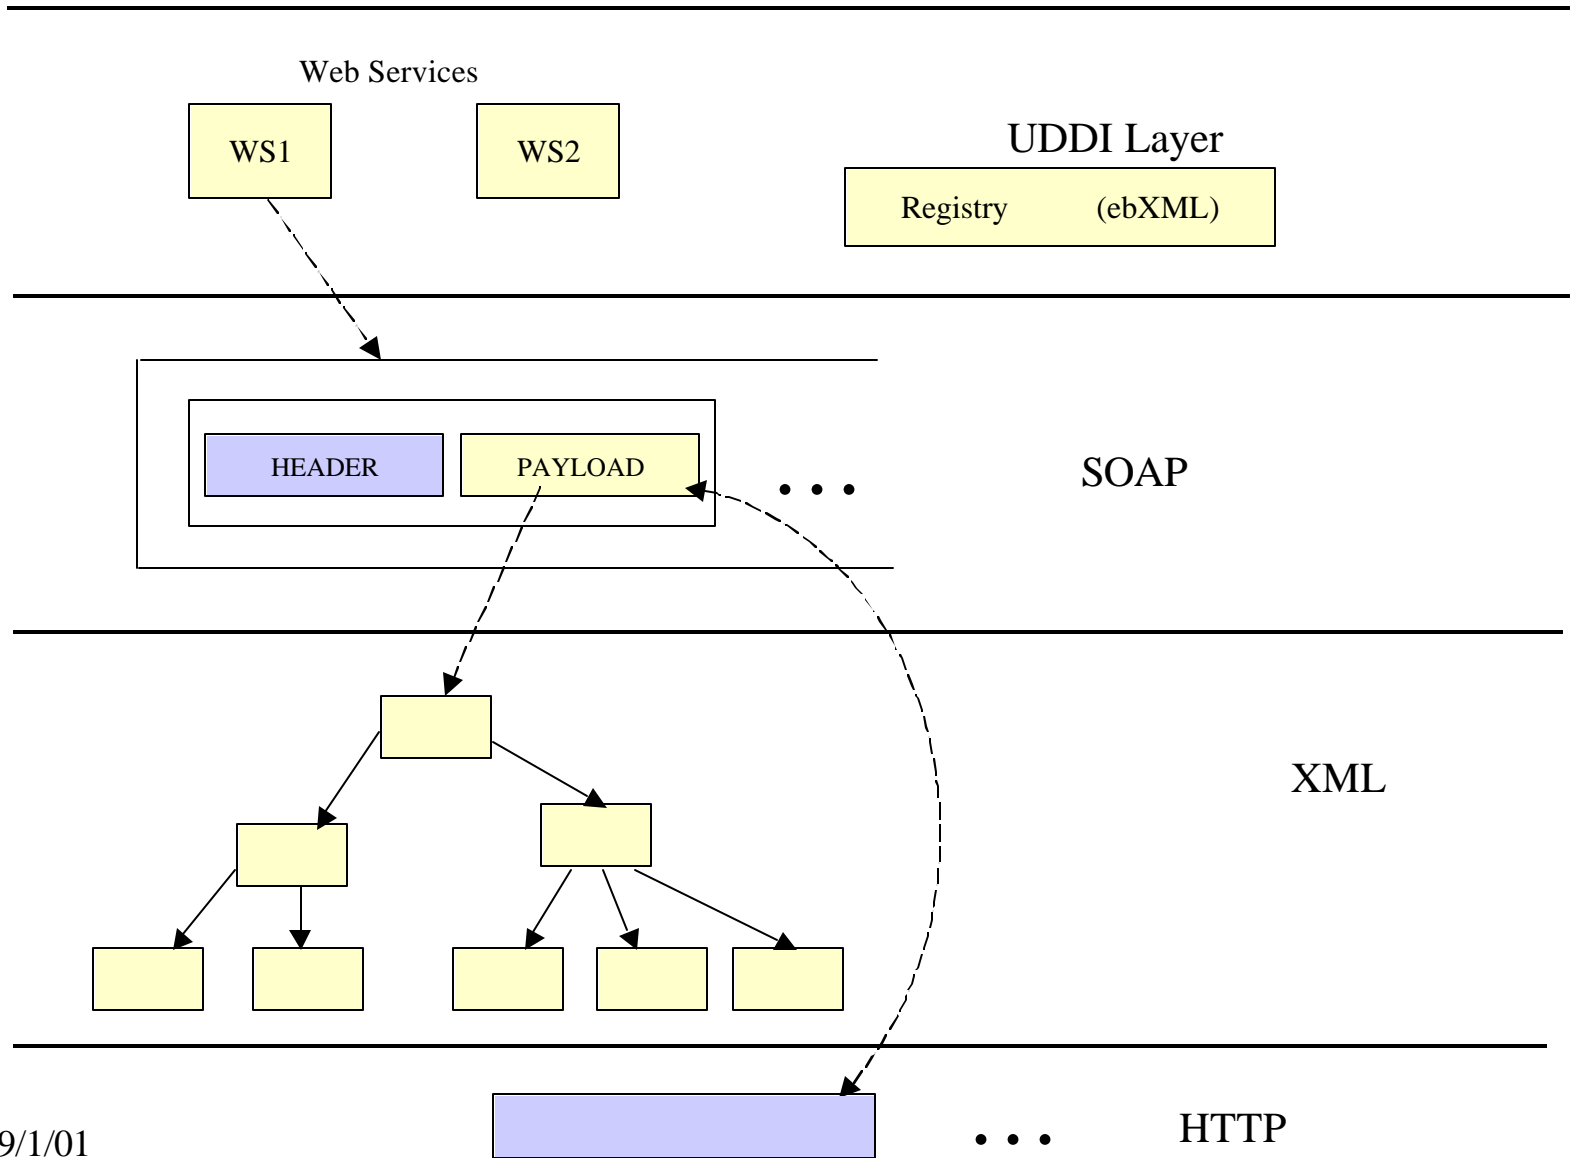 Web Services
WS1
WS2
UDDI Layer
Registry (ebXML)
HEADER
PAYLOAD
. . .
SOAP
XML
. . .
HTTP
9/1/01